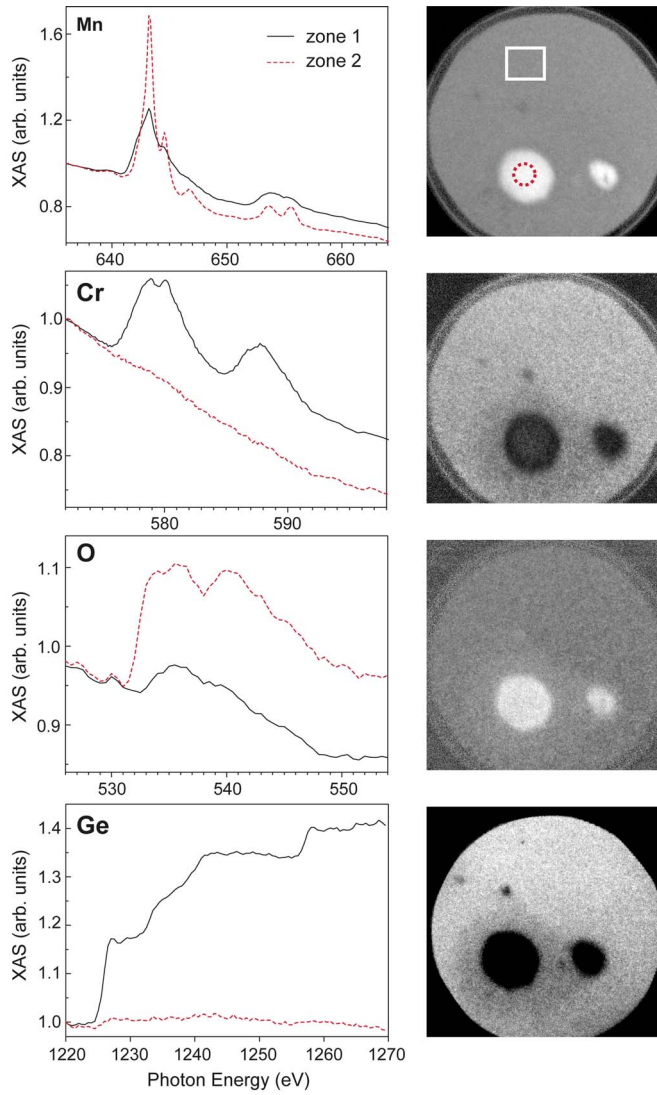 Mn
zone 1
zone 2
XAS (arb. units)
1.6
1.2
0.8
640
650
660
Cr
XAS (arb. units)
1.0
0.9
0.8
580
590
O
XAS (arb. units)
1.1
1.0
0.9
530
540
550
Ge
XAS (arb. units)
1.4
1.3
1.2
1.1
1.0
1220
1230
1240
1250
1260
1270
Photon Energy (eV)